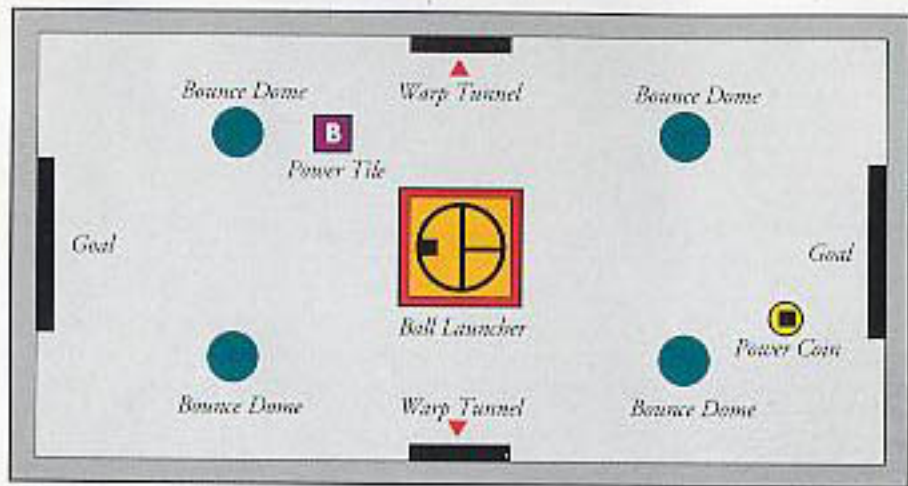 Bounce Dome
Warp Tunnel
Bounce Dome
B
Power Tile
Goal
Goal
Ball Launcher
Power Coin
Bounce Dome
Warp Tunnel
Bounce Dome